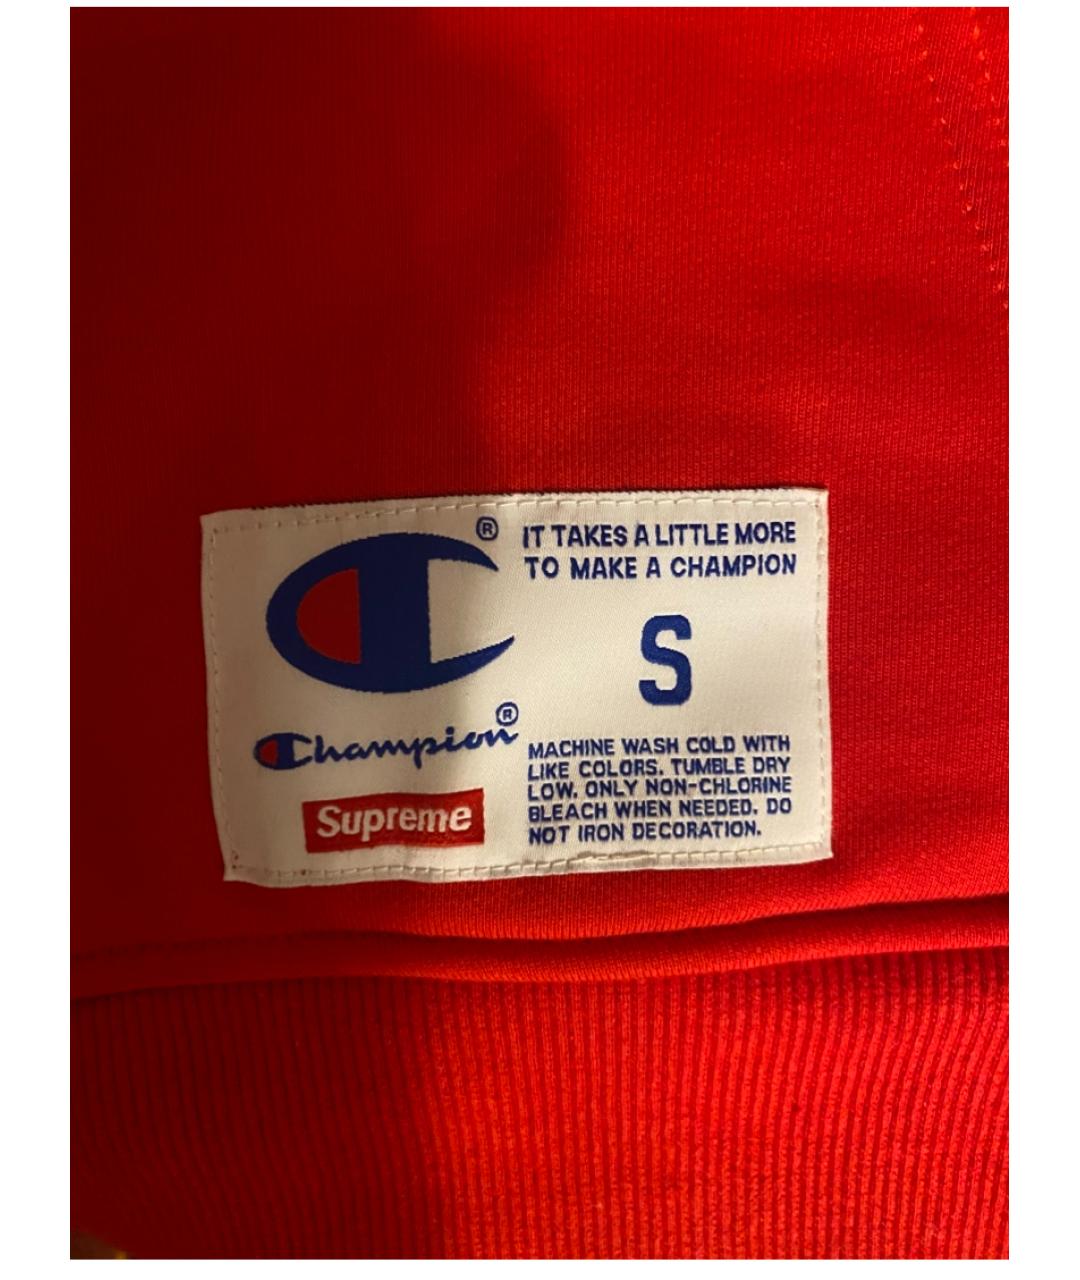 ®
IT TAKES A LITTLE MORE
TO MAKE A CHAMPION
S
Champion®
Supreme
MACHINE WASH COLD WITH
LIKE COLORS. TUMBLE DRY
LOW. ONLY NON-CHLORINE
BLEACH WHEN NEEDED. DO
NOT IRON DECORATION.